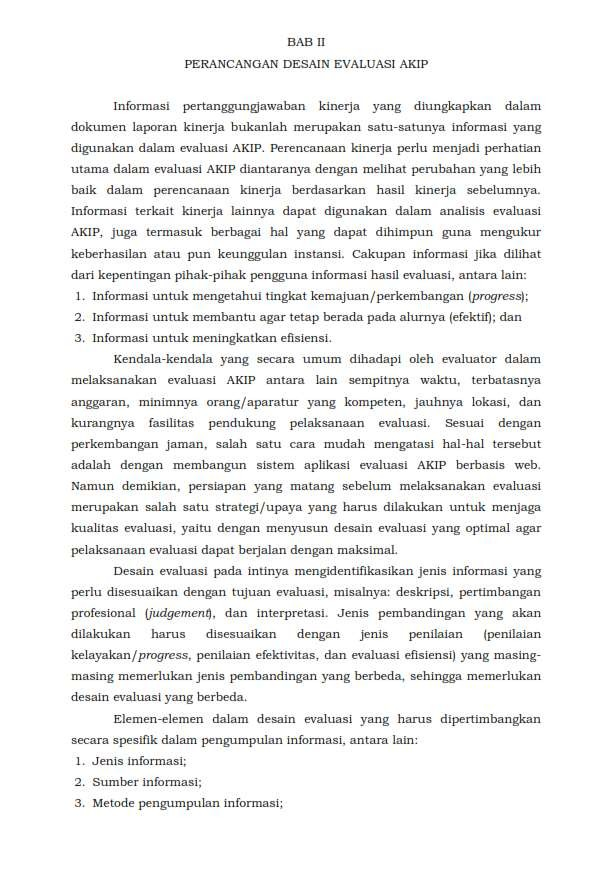 BAB II
PERANCANGAN DESAIN EVALUASI AKIP
Informasi pertanggungjawaban kinerja yang diungkapkan dalam
dokumen laporan kinerja bukanlah merupakan satu-satunya informasi yang
digunakan dalam evaluasi AKIP. Perencanaan kinerja perlu menjadi perhatian
utama dalam evaluasi AKIP diantaranya dengan melihat perubahan yang lebih
baik dalam perencanaan kinerja berdasarkan hasil kinerja sebelumnya.
Informasi terkait kinerja lainnya dapat digunakan dalam analisis evaluasi
AKIP, juga termasuk berbagai hal yang dapat dihimpun guna mengukur
keberhasilan atau pun keunggulan instansi. Cakupan informasi jika dilihat
dari kepentingan pihak-pihak pengguna informasi hasil evaluasi, antara lain:
1. Informasi untuk mengetahui tingkat kemajuan/perkembangan (progress);
2. Informasi untuk membantu agar tetap berada pada alurnya (efektif); dan
3. Informasi untuk meningkatkan efisiensi.
Kendala-kendala yang secara umum dihadapi oleh evaluator dalam
melaksanakan evaluasi AKIP antara lain sempitnya waktu, terbatasnya
anggaran, minimnya orang/aparatur yang kompeten, jauhnya lokasi, dan
kurangnya fasilitas pendukung pelaksanaan evaluasi. Sesuai dengan
perkembangan jaman, salah satu cara mudah mengatasi hal-hal tersebut
adalah dengan membangun sistem aplikasi evaluasi AKIP berbasis web.
Namun demikian, persiapan yang matang sebelum melaksanakan evaluasi
merupakan salah satu strategi/upaya yang harus dilakukan untuk menjaga
kualitas evaluasi, yaitu dengan menyusun desain evaluasi yang optimal agar
pelaksanaan evaluasi dapat berjalan dengan maksimal.
Desain evaluasi pada intinya mengidentifikasikan jenis informasi yang
perlu disesuaikan dengan tujuan evaluasi, misalnya: deskripsi, pertimbangan
profesional (judgement), dan interpretasi. Jenis pembandingan yang akan
dilakukan harus disesuaikan dengan jenis penilaian (penilaian
kelayakan/progress, penilaian efektivitas, dan evaluasi efisiensi) yang masing-
masing memerlukan jenis pembandingan yang berbeda, sehingga memerlukan
desain evaluasi yang berbeda.
Elemen-elemen dalam desain evaluasi yang harus dipertimbangkan
secara spesifik dalam pengumpulan informasi, antara lain:
1. Jenis informasi;
2. Sumber informasi;
3. Metode pengumpulan informasi;